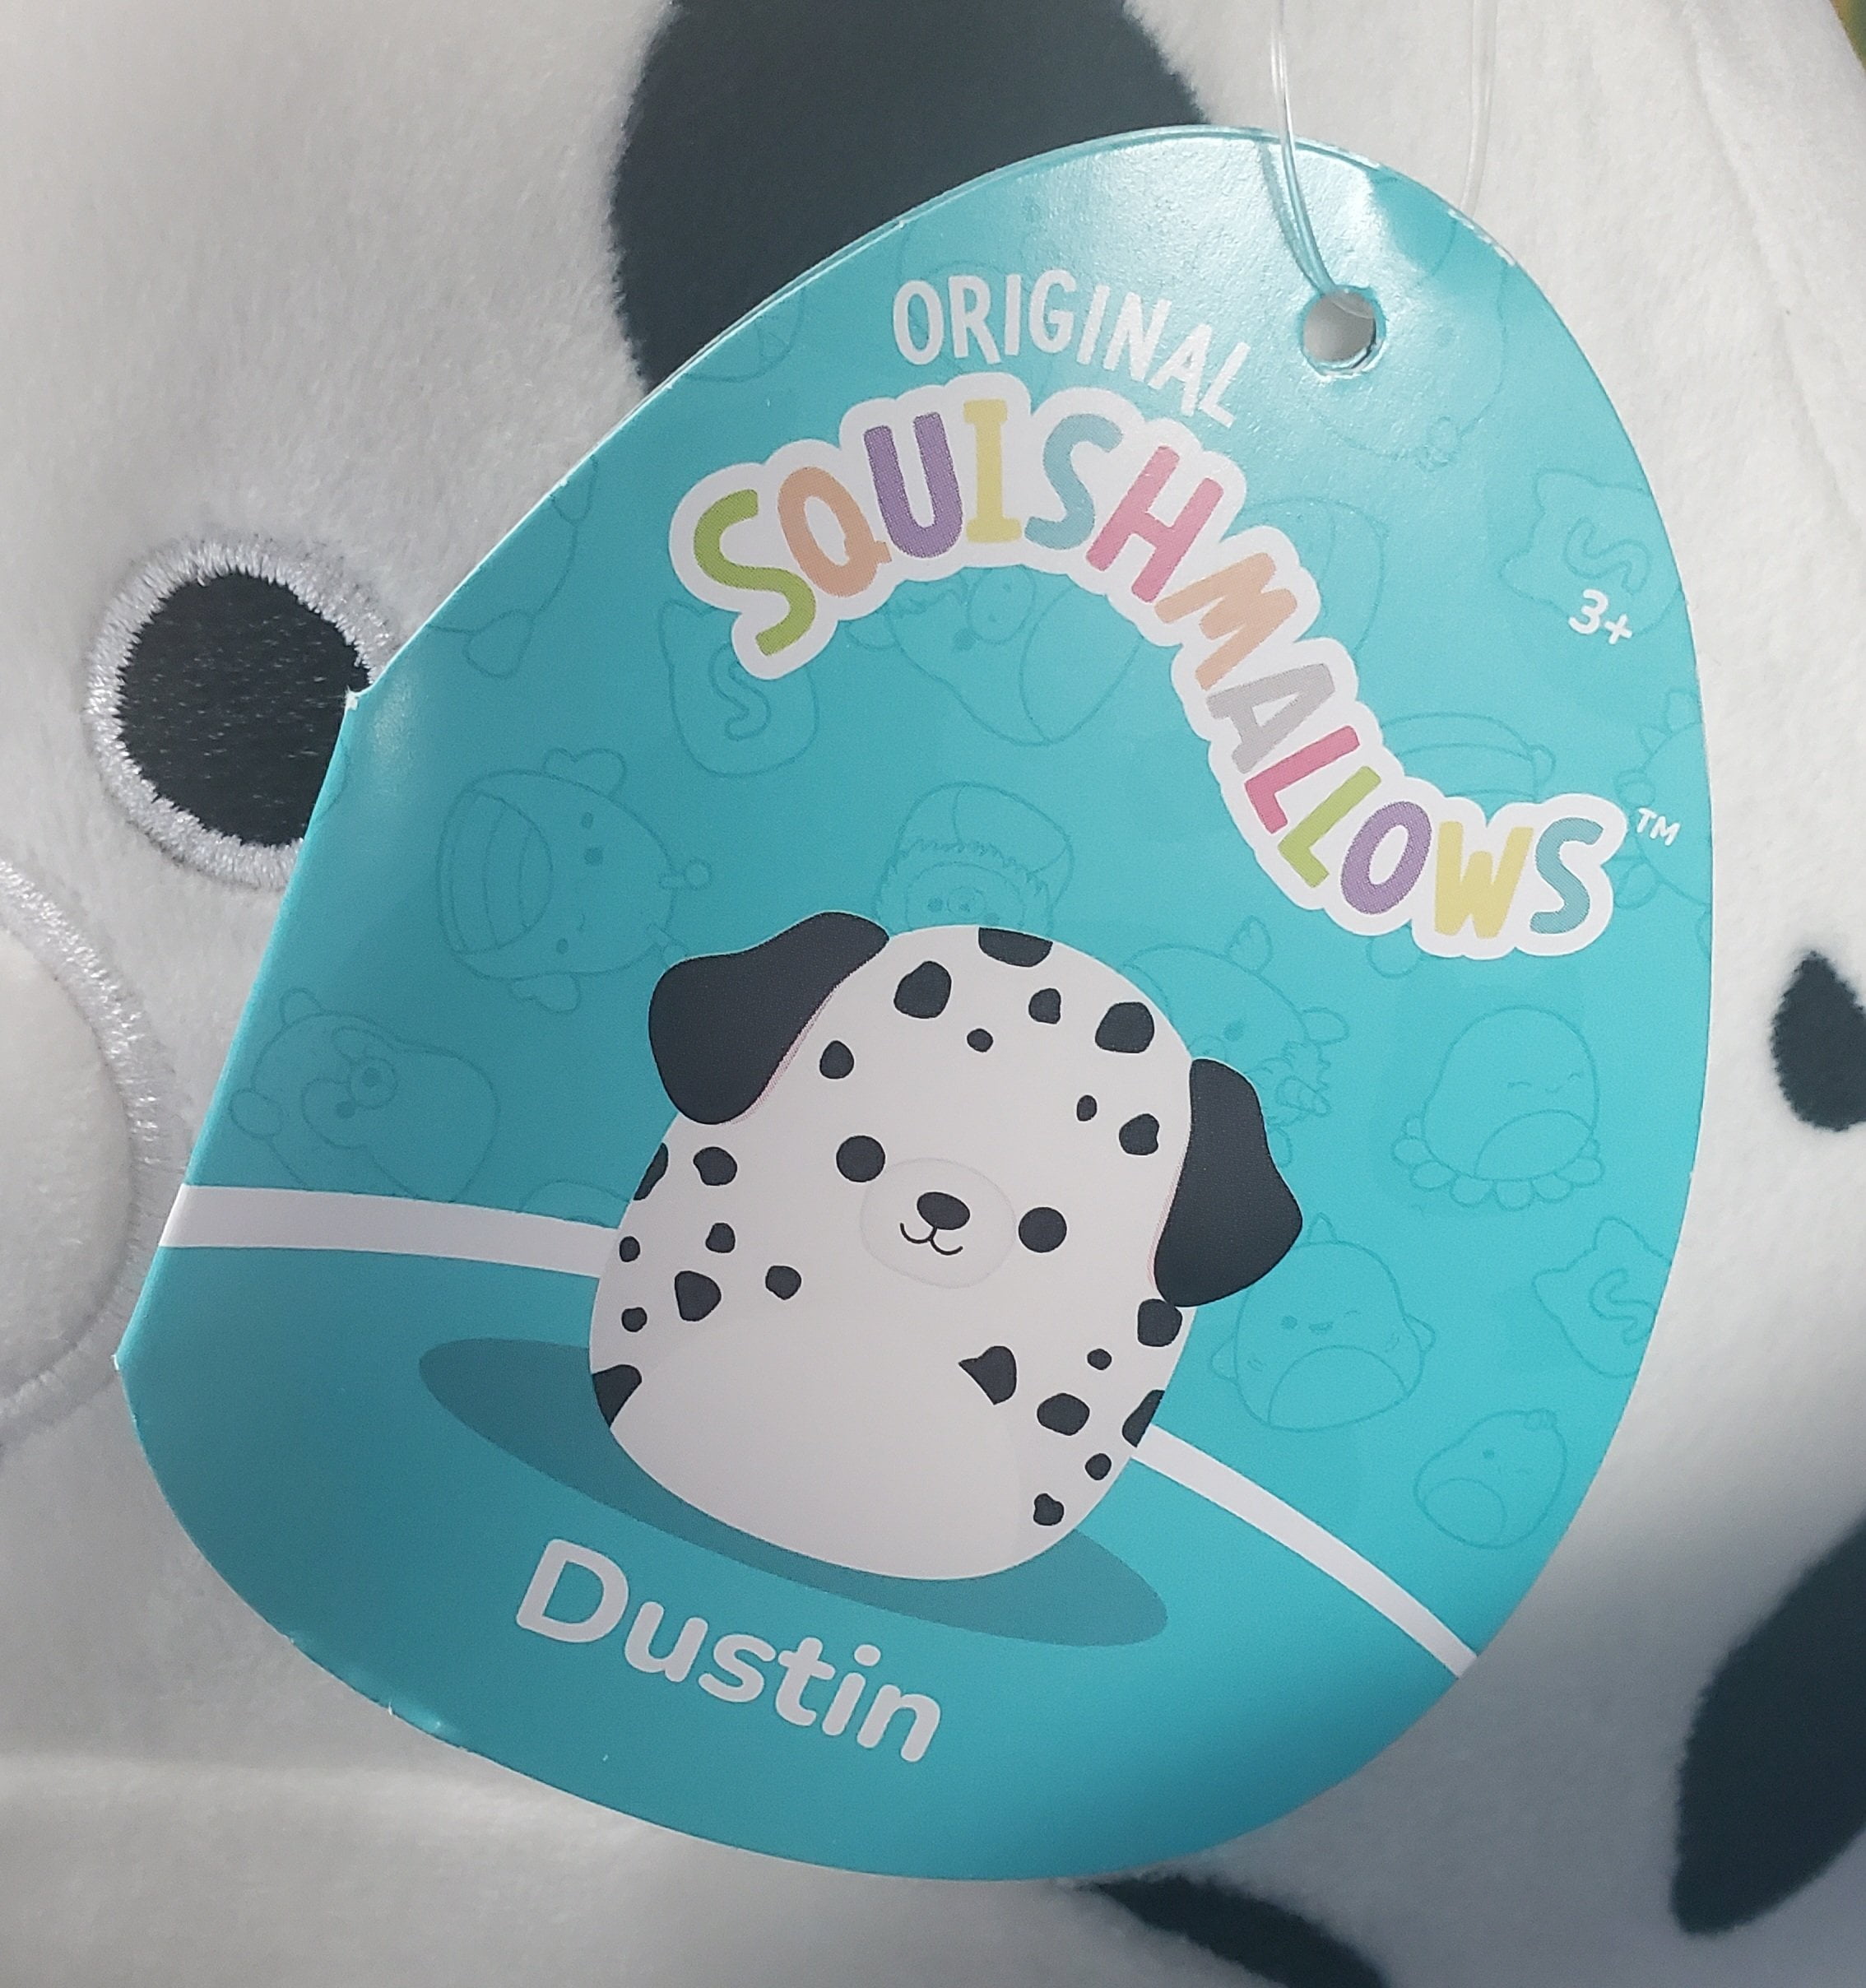 ORIGINAL
SQUISHMALLOWS™
3+
Dustin